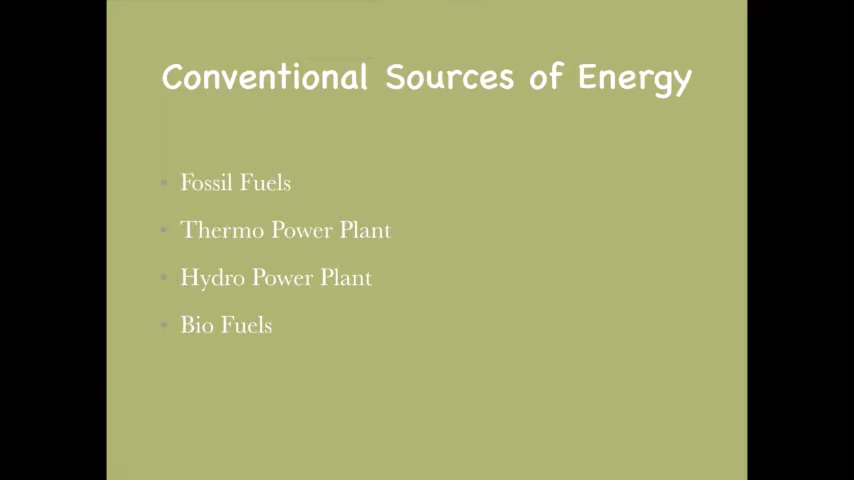 Conventional Sources of Energy
• Fossil Fuels
• Thermo Power Plant
• Hydro Power Plant
• Bio Fuels